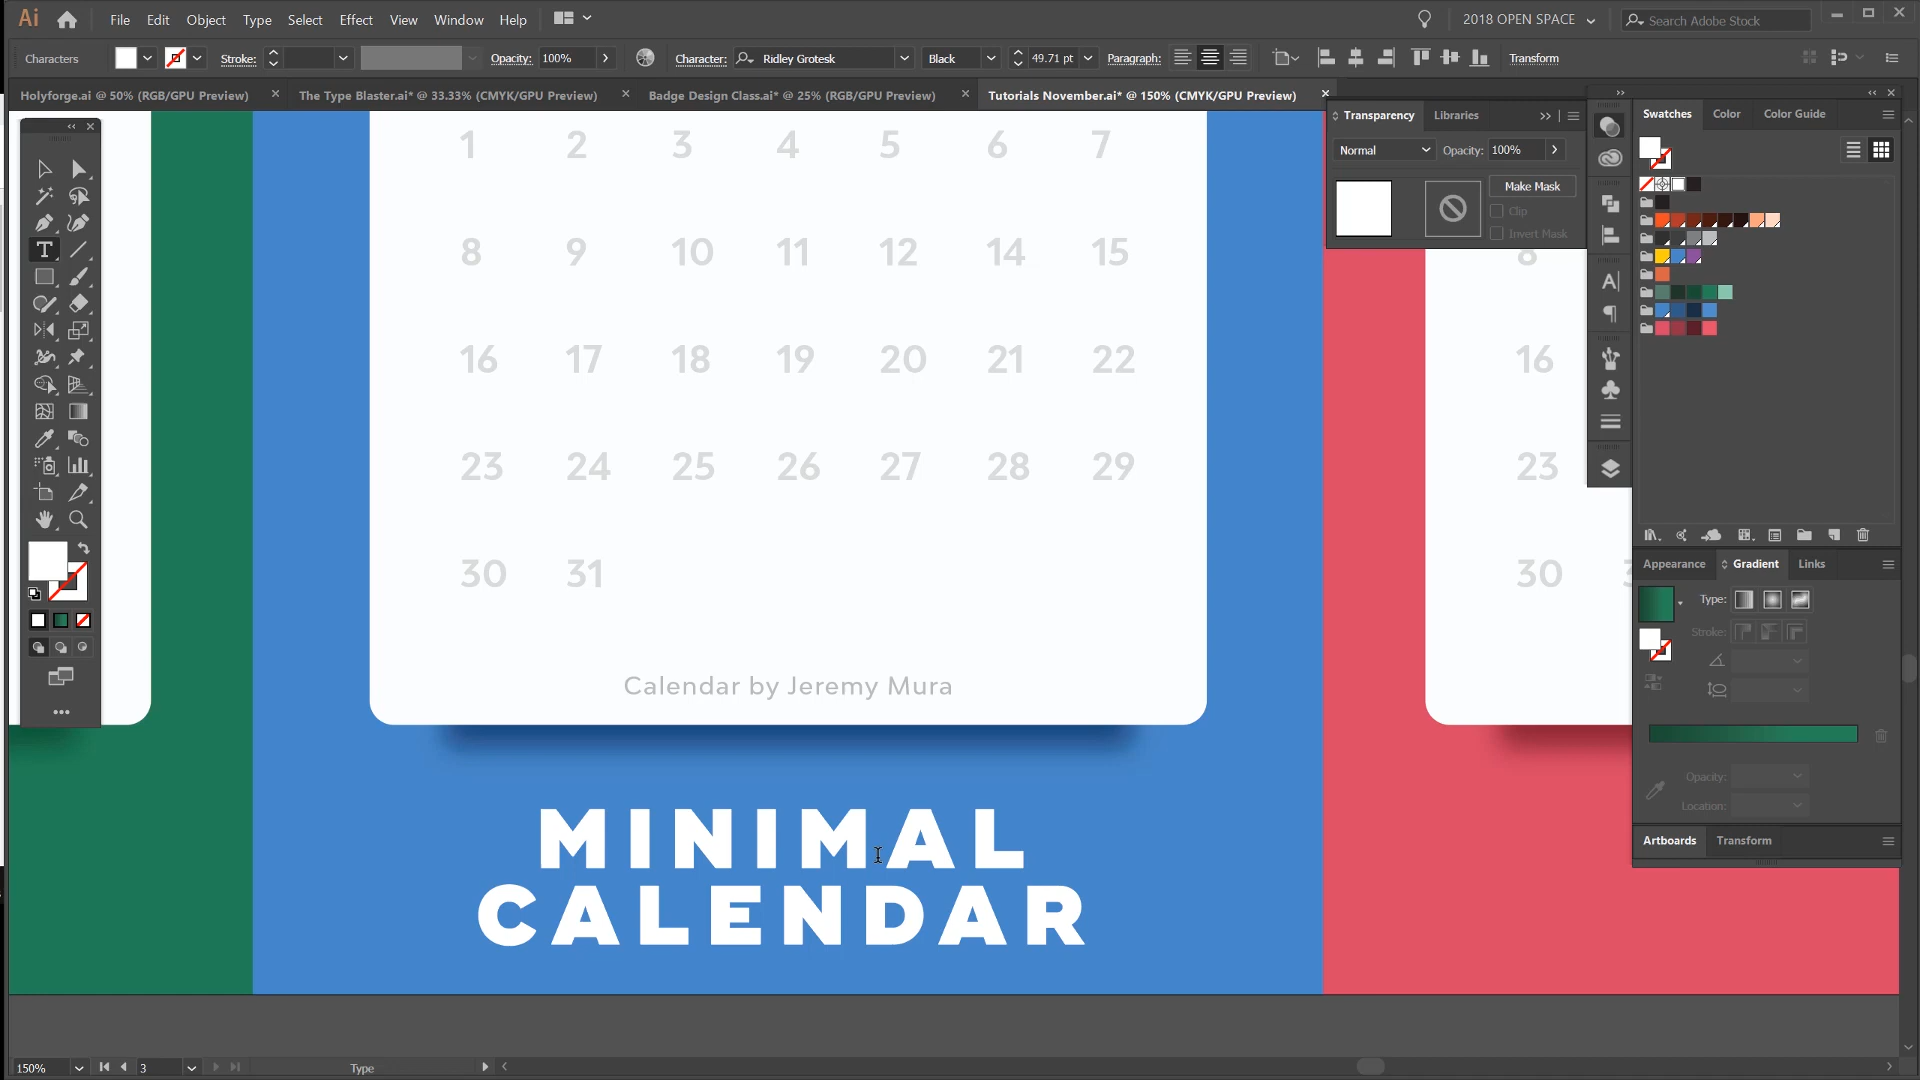 Ai File Edit Object Type Select Effect View Window Help 2018 OPEN SPACE Search Adobe Stock
Characters Stroke: Opacity: 100% Character: Ridley Grotesk Black 49.71 pt Paragraph: Transform
Holyforge.ai @ 50% (RGB/GPU Preview) The Type Blaster.ai* @ 33.33% (CMYK/GPU Preview) Badge Design Class.ai* @ 25% (RGB/GPU Preview) Tutorials November.ai* @ 150% (CMYK/GPU Preview)
Transparency Libraries
Normal Opacity: 100%
Make Mask
Clip
Invert Mask
Swatches Color Color Guide
1 2 3 4 5 6 7
8 9 10 11 12 14 15
16 17 18 19 20 21 22
23 24 25 26 27 28 29
30 31
Calendar by Jeremy Mura
MINIMAL
CALENDAR
8
16
23
30
Appearance Gradient Links
Type:
Stroke:
Opacity:
Location:
Artboards Transform
150% 3 Type